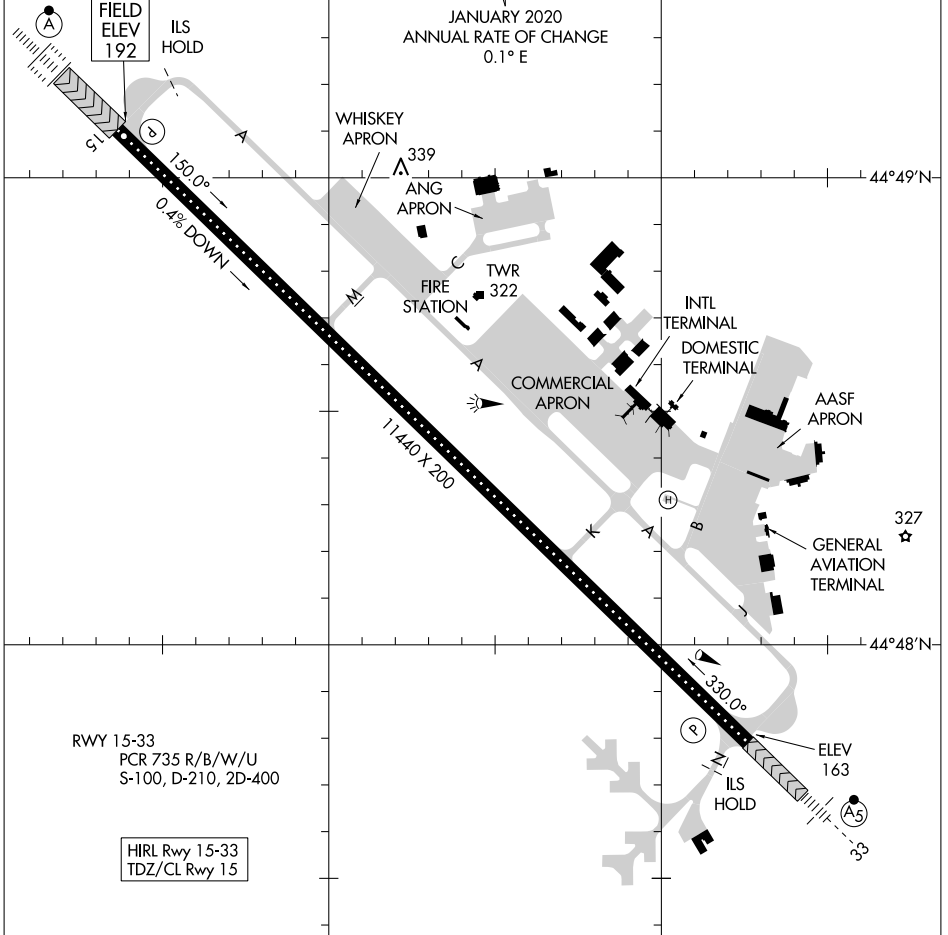 JANUARY 2020
ANNUAL RATE OF CHANGE
0.1° E
A
FIELD
ELEV
192
ILS
HOLD
15
P
A
150.0°
0.4% DOWN
WHISKEY
APRON
339
ANG
APRON
44°49'N
C
M
FIRE
STATION
TWR
322
INTL
TERMINAL
DOMESTIC
TERMINAL
A
COMMERCIAL
APRON
AASF
APRON
11440 X 200
H
K
A
B
327
GENERAL
AVIATION
TERMINAL
J
44°48'N
330.0°
P
N
ILS
HOLD
ELEV
163
A5
33
RWY 15-33
PCR 735 R/B/W/U
S-100, D-210, 2D-400
HIRL Rwy 15-33
TDZ/CL Rwy 15